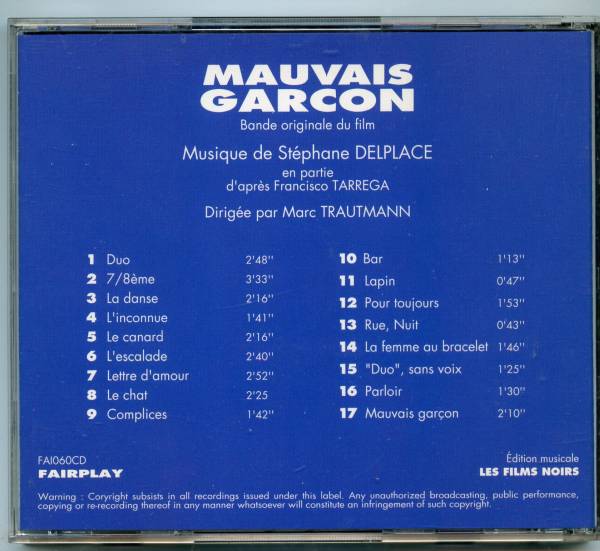 MAUVAIS
GARCON
Bande originale du film
Musique de Stéphane DELPLACE
en partie
d'après Francisco TARREGA
Dirigée par Marc TRAUTMANN
1 Duo 2'48''
2 7/8ème 3'33''
3 La danse 2'16''
4 L'inconnue 1'41''
5 Le canard 2'16''
6 L'escalade 2'40''
7 Lettre d'amour 2'52''
8 Le chat 2'25
9 Complices 1'42''
10 Bar 1'13''
11 Lapin 0'47''
12 Pour toujours 1'53''
13 Rue, Nuit 0'43''
14 La femme au bracelet 1'46''
15 "Duo", sans voix 1'25''
16 Parloir 1'30''
17 Mauvais garçon 2'10''
FAI060CD
FAIRPLAY
Édition musicale
LES FILMS NOIRS
Warning : Copyright subsists in all recordings issued under this label. Any unauthorized broadcasting, public performance,
copying or re-recording thereof in any manner whatsoever will constitute an infringement of such copyright.